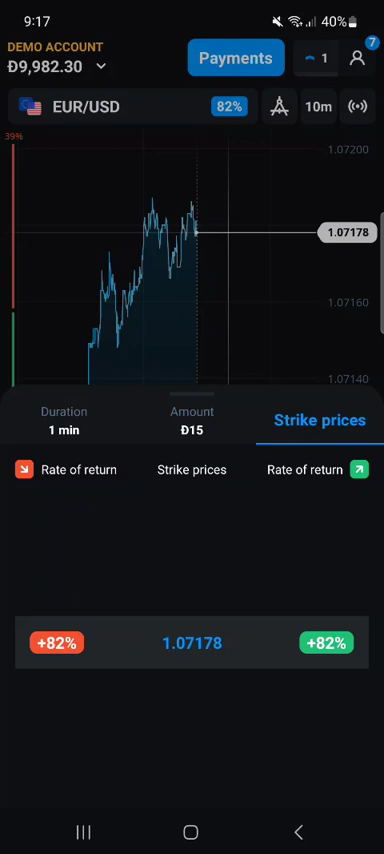 9:17
40%
DEMO ACCOUNT
Đ9,982.30
Payments
1
7
EUR/USD
82%
10m
39%
1.07200
1.07178
1.07160
1.07140
Duration
1 min
Amount
Đ15
Strike prices
Rate of return
Strike prices
Rate of return
+82%
1.07178
+82%